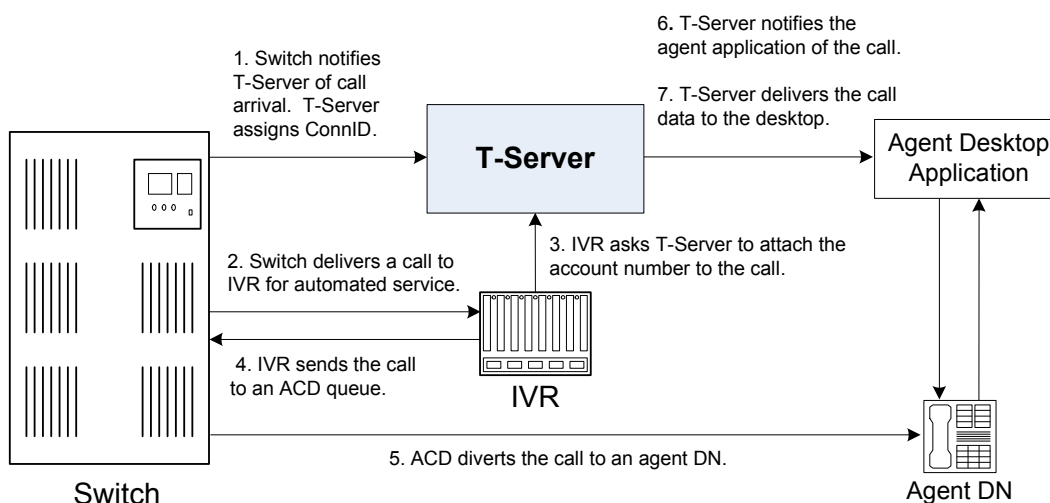 1. Switch notifies
T-Server of call
arrival. T-Server
assigns ConnID.
6. T-Server notifies the
agent application of the call.
7. T-Server delivers the call
data to the desktop.
T-Server
Agent Desktop
Application
2. Switch delivers a call to
IVR for automated service.
3. IVR asks T-Server to attach the
account number to the call.
4. IVR sends the call
to an ACD queue.
IVR
5. ACD diverts the call to an agent DN.
Switch
Agent DN